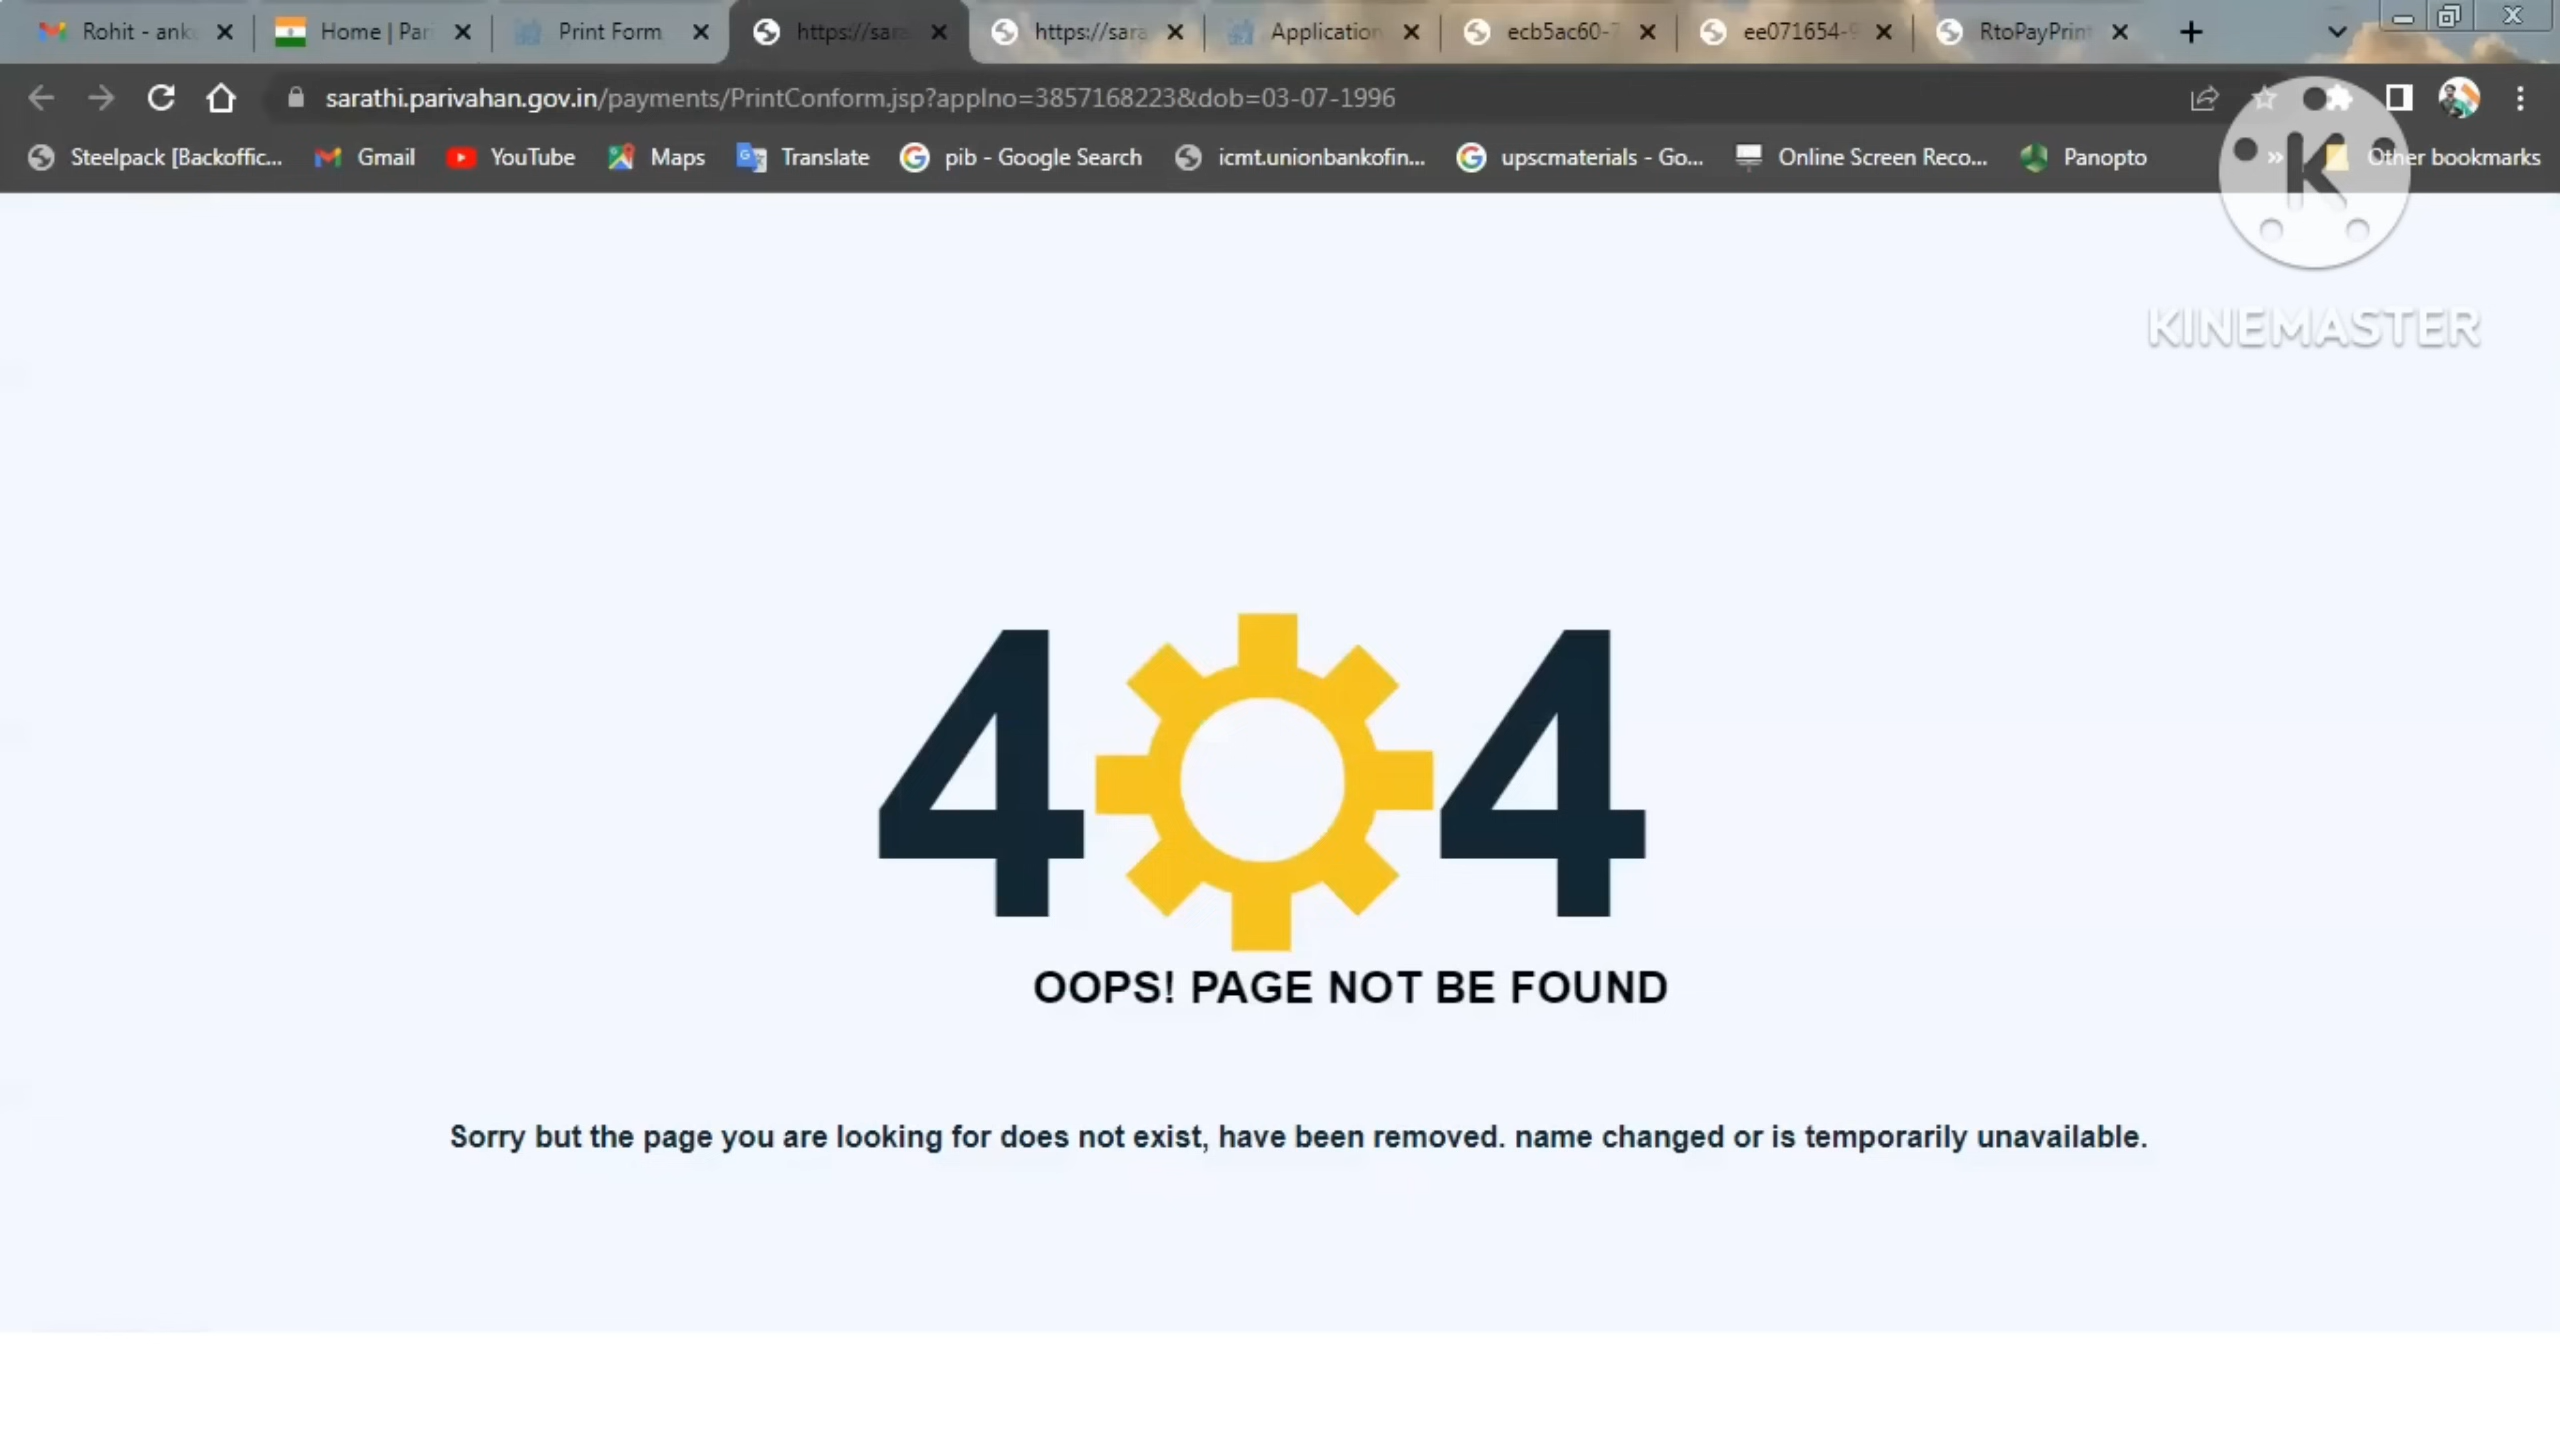 Rohit - ank
Home | Par
Print Form
https://sar
https://sara
Application
ecb5ac60-7
ee071654-9
RtoPayPrint
sarathi.parivahan.gov.in/payments/PrintConform.jsp?applno=3857168223&dob=03-07-1996
Steelpack [Backoffic...
Gmail
YouTube
Maps
Translate
pib - Google Search
icmt.unionbankofin...
upscmaterials - Go...
Online Screen Reco...
Panopto
»
Other bookmarks
K
KINEMASTER
404
OOPS! PAGE NOT BE FOUND
Sorry but the page you are looking for does not exist, have been removed. name changed or is temporarily unavailable.